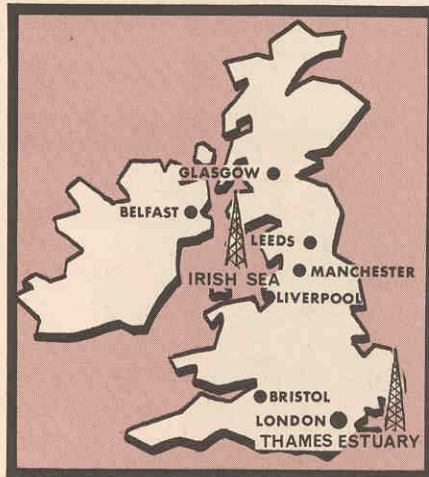 GLASGOW
BELFAST
LEEDS
MANCHESTER
IRISH SEA
LIVERPOOL
BRISTOL
LONDON
THAMES ESTUARY